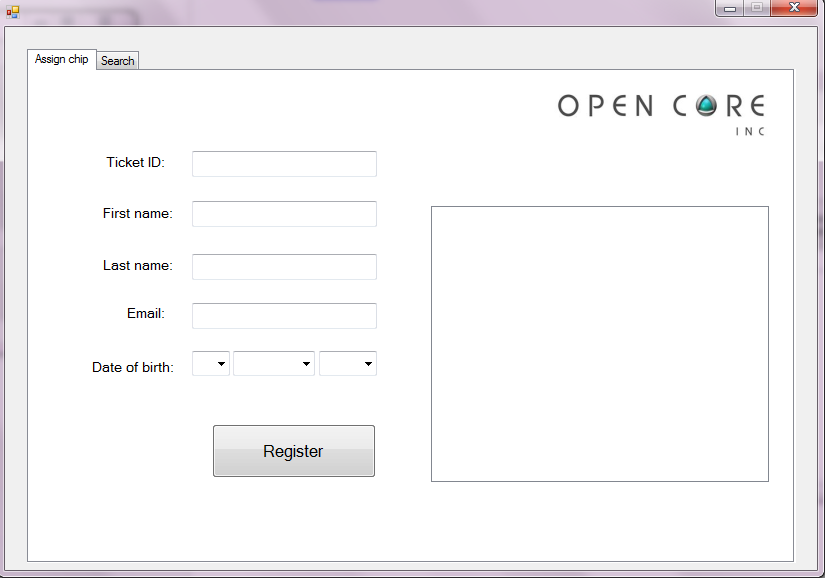 Assign chip
Search
OPEN CORE
INC
Ticket ID:
First name:
Last name:
Email:
Date of birth:
Register